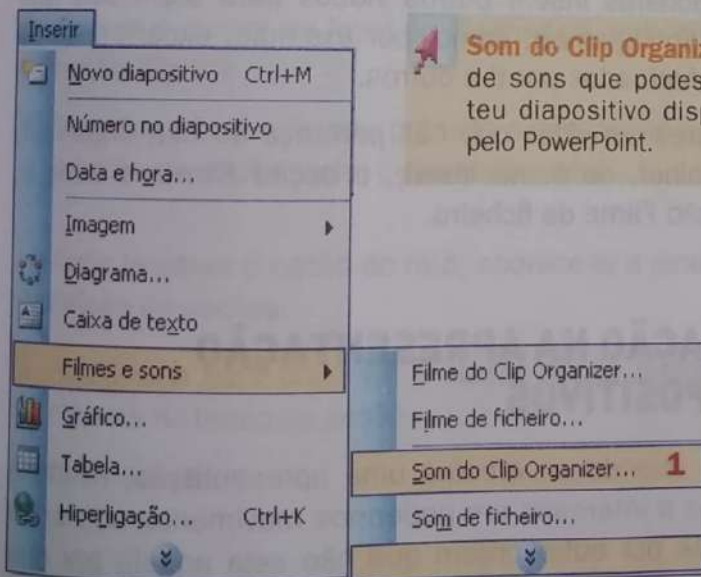 Inserir
Novo diapositivo Ctrl+M
Número no diapositivo
Data e hora...
Imagem
Diagrama...
Caixa de texto
Filmes e sons
Gráfico...
Tabela...
Hiperligação... Ctrl+K
Filme do Clip Organizer...
Filme de ficheiro...
Som do Clip Organizer... 1
Som de ficheiro...
Som do Clip Organiz
de sons que podes
teu diapositivo disp
pelo PowerPoint.